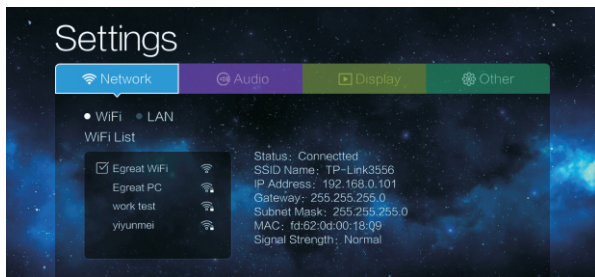 Settings
Network Audio Display Other
WiFi LAN
WiFi List
Egreat WiFi
Egreat PC
work test
yiyunmei
Status: Connectted
SSID Name: TP-Link3556
IP Address: 192.168.0.101
Gateway: 255.255.255.0
Subnet Mask: 255.255.255.0
MAC: fd:62:0d:00:18:09
Signal Strength: Normal